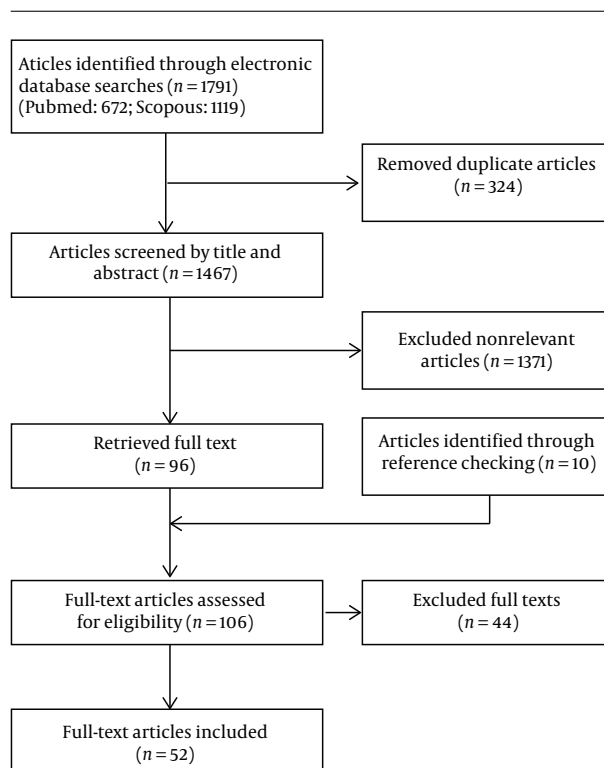 Aticles identified through electronic
database searches (n = 1791)
(Pubmed: 672; Scopous: 1119)
Removed duplicate articles
(n = 324)
Articles screened by title and
abstract (n = 1467)
Excluded nonrelevant
articles (n = 1371)
Retrieved full text
(n = 96)
Articles identified through
reference checking (n = 10)
Full-text articles assessed
for eligibility (n = 106)
Excluded full texts
(n = 44)
Full-text articles included
(n = 52)